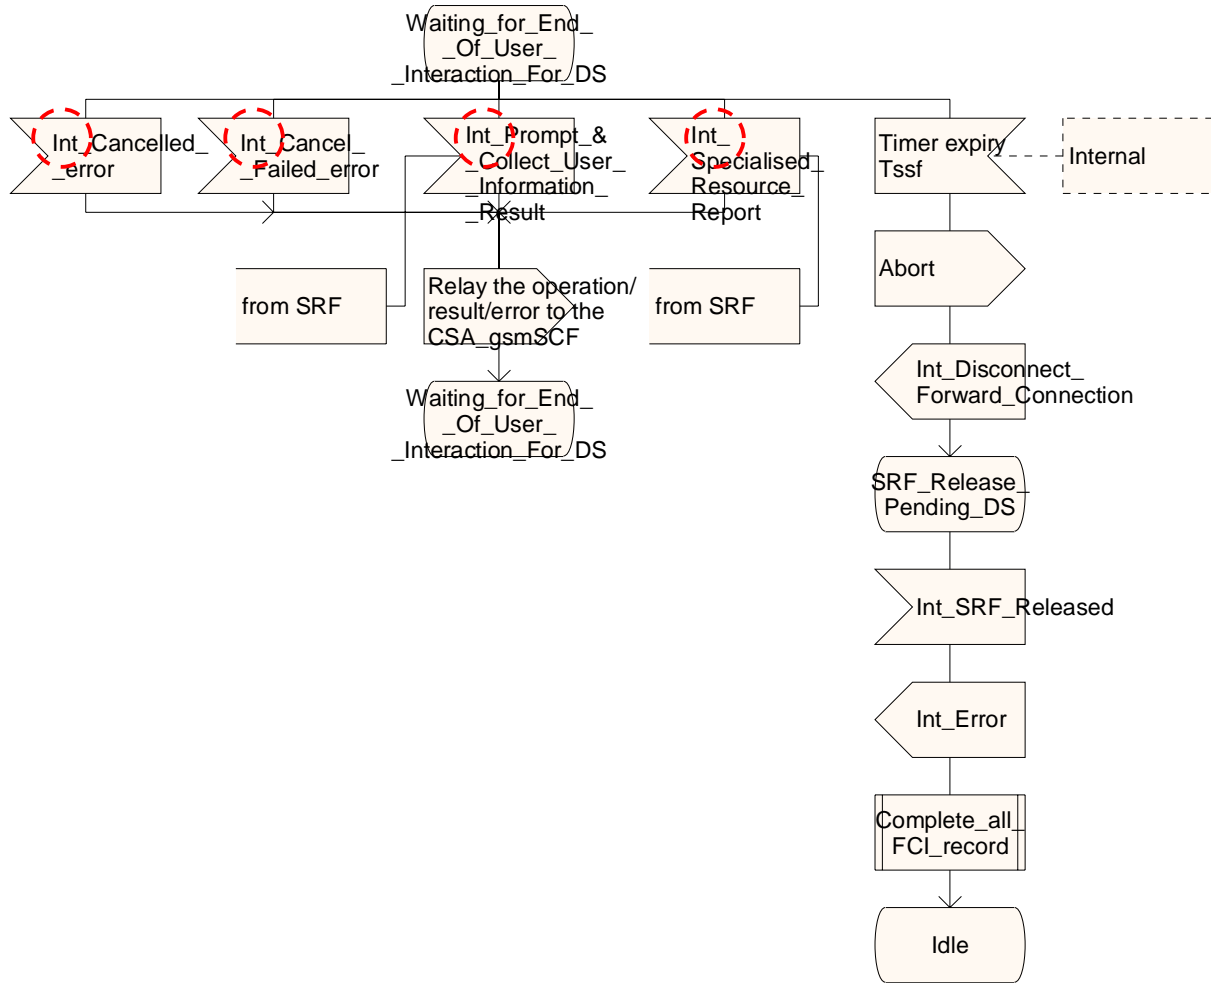 Waiting_for_End_
_Of_User_
_Interaction_For_DS
Int_Cancelled_
_error
Int_Cancel_
_Failed_error
Int_Prompt_&
_Collect_User_
_Information_
_Result
Int_
Specialised_
Resource_
Report
Timer expiry
Tssf
Internal
Abort
from SRF
Relay the operation/
result/error to the
CSA_gsmSCF
from SRF
Int_Disconnect_
Forward_Connection
Waiting_for_End_
_Of_User_
_Interaction_For_DS
SRF_Release_
Pending_DS
Int_SRF_Released
Int_Error
Complete_all_
FCI_record
Idle